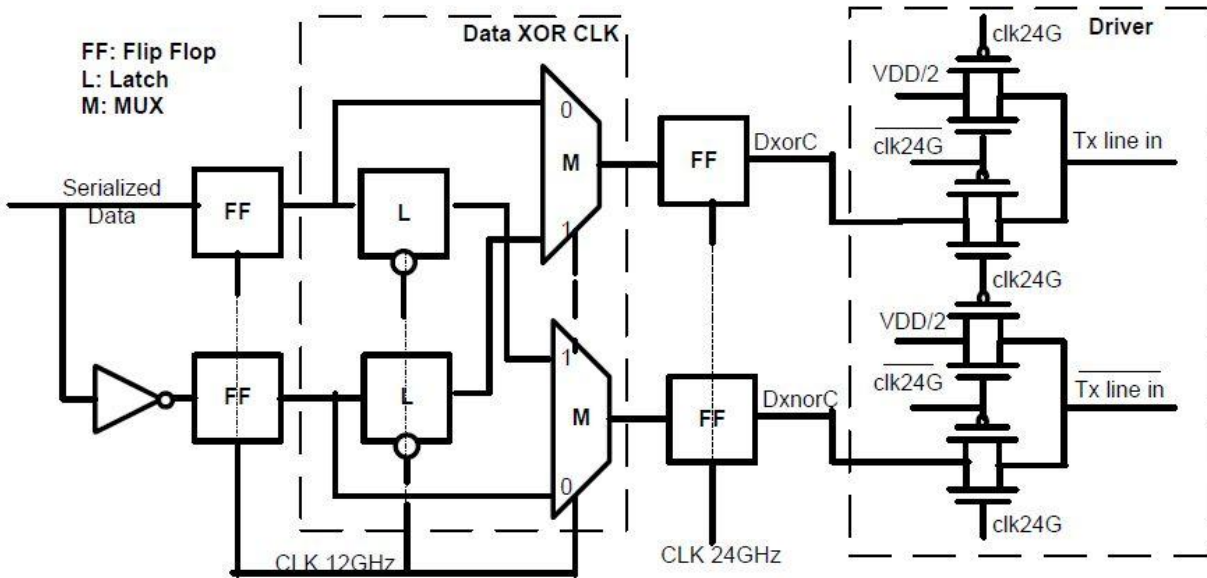 FF: Flip Flop
L: Latch
M: MUX
Data XOR CLK
Driver
clk24G
VDD/2
clk24G
Tx line in
clk24G
Serialized
Data
FF
L
0
M
1
FF
DxorC
FF
L
1
M
0
FF
DxnorC
VDD/2
clk24G
Tx line in
clk24G
CLK 12GHz
CLK 24GHz